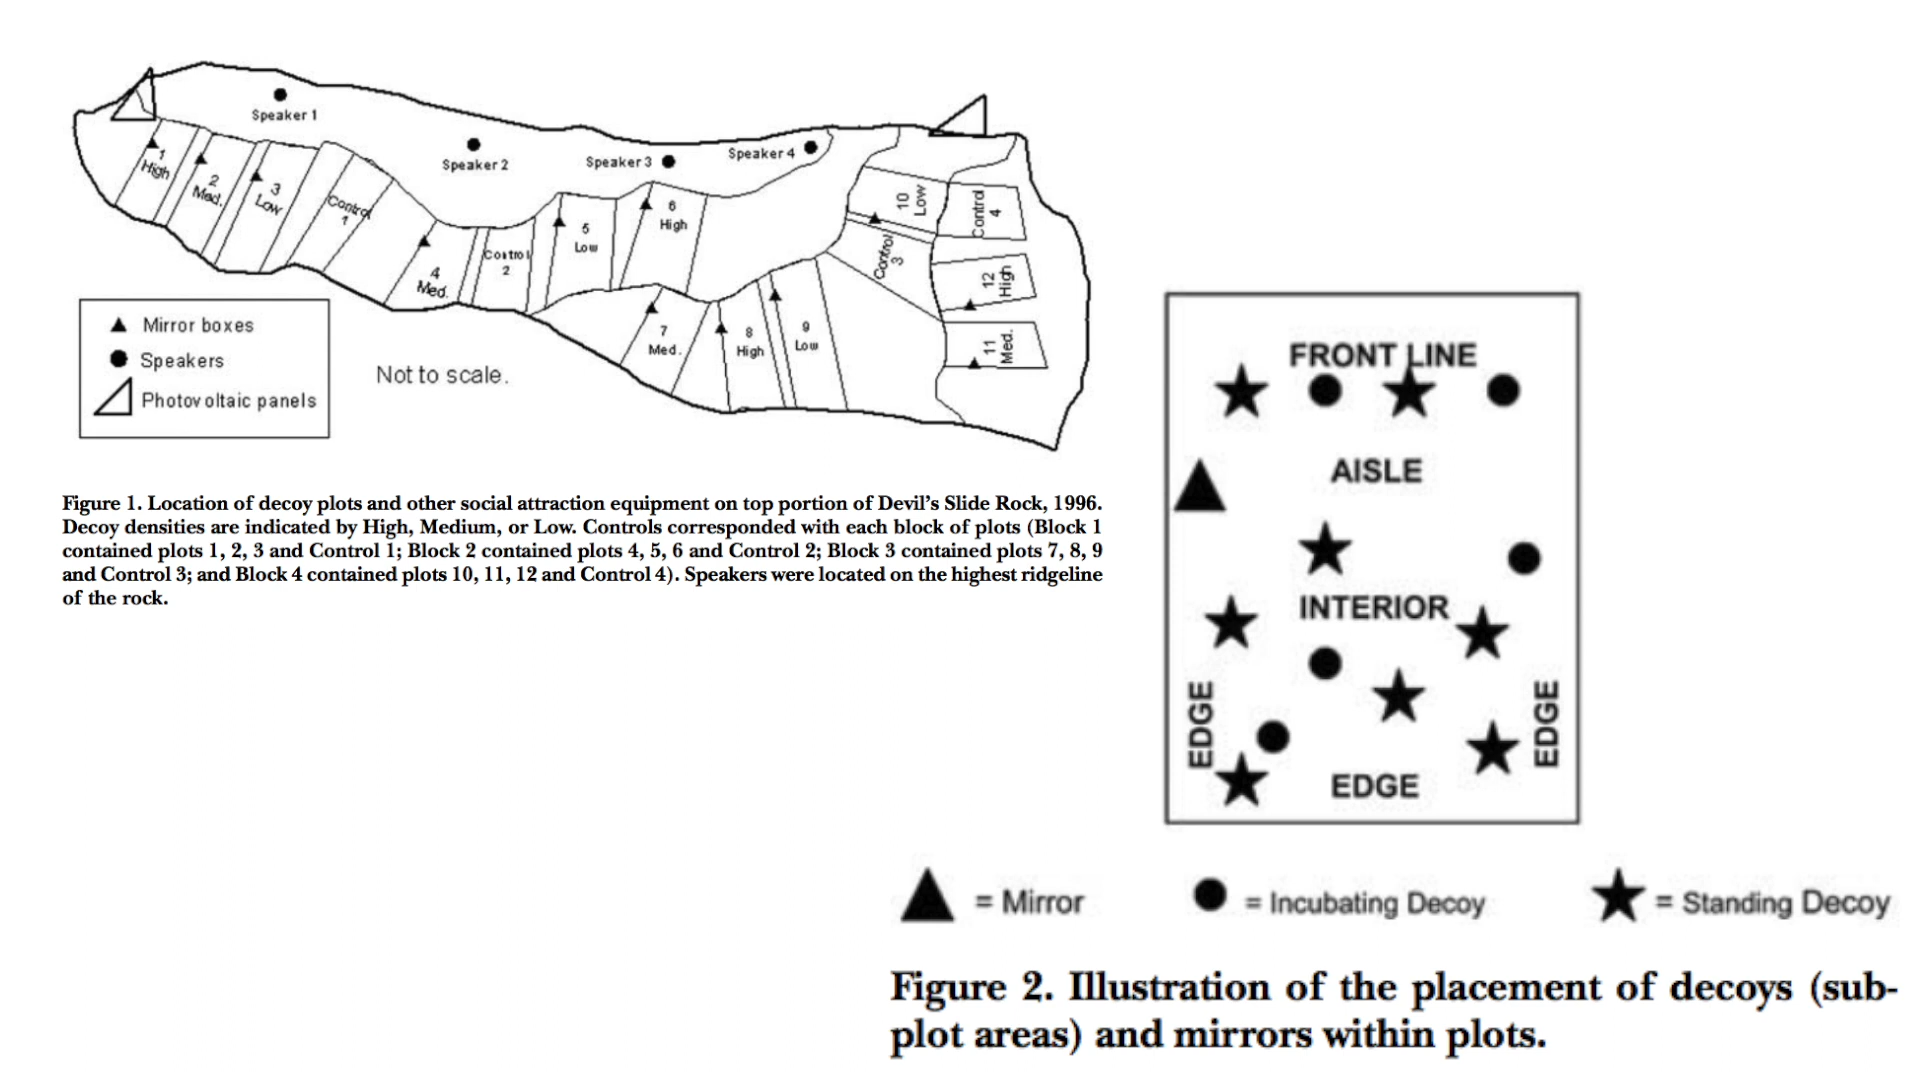 Speaker 1
Speaker 2
Speaker 3
Speaker 4
1
High
2
Med.
3
Low
Control
1
4
Med.
Control
2
5
Low
6
High
7
Med.
8
High
9
Low
10
Low
Control
3
Control
4
12
High
11
Med.
Mirror boxes
Speakers
Photovoltaic panels
Not to scale.
Figure 1. Location of decoy plots and other social attraction equipment on top portion of Devil's Slide Rock, 1996.
Decoy densities are indicated by High, Medium, or Low. Controls corresponded with each block of plots (Block 1
contained plots 1, 2, 3 and Control 1; Block 2 contained plots 4, 5, 6 and Control 2; Block 3 contained plots 7, 8, 9
and Control 3; and Block 4 contained plots 10, 11, 12 and Control 4). Speakers were located on the highest ridgeline
of the rock.
FRONT LINE
AISLE
INTERIOR
EDGE
EDGE
EDGE
= Mirror
= Incubating Decoy
= Standing Decoy
Figure 2. Illustration of the placement of decoys (sub-
plot areas) and mirrors within plots.